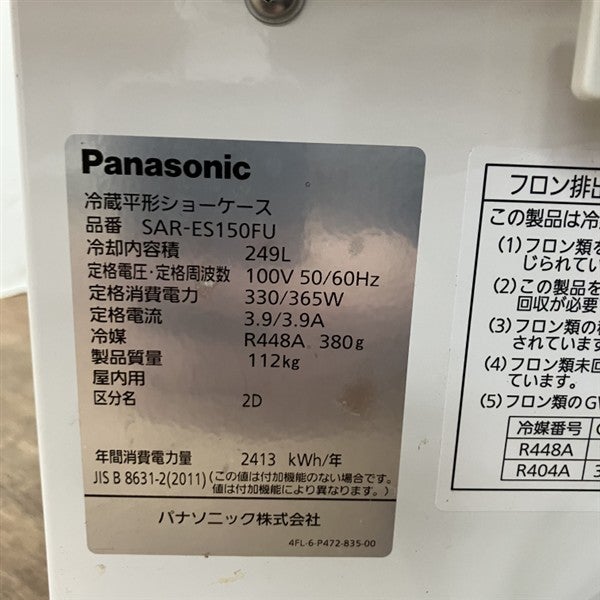 Panasonic
冷蔵平形ショーケース
品番 SAR-ES150FU
冷却内容積 249L
定格電圧・定格周波数 100V 50/60Hz
定格消費電力 330/365W
定格電流 3.9/3.9A
冷媒 R448A 380g
製品質量 112kg
屋内用
区分名 2D
年間消費電力量 2413 kWh/年
JIS B 8631-2(2011) (この値は付加機能のない場合です。
値は付加機能により異なります。)
パナソニック株式会社
4FL-6-P472-835-00
フロン排出
この製品は冷
(1)フロン類を
じられてい
(2)この製品を
回収が必要
(3)フロン類の
されています
(4)フロン類未回
ています。
(5)フロン類のGW
冷媒番号
R448A
R404A 3